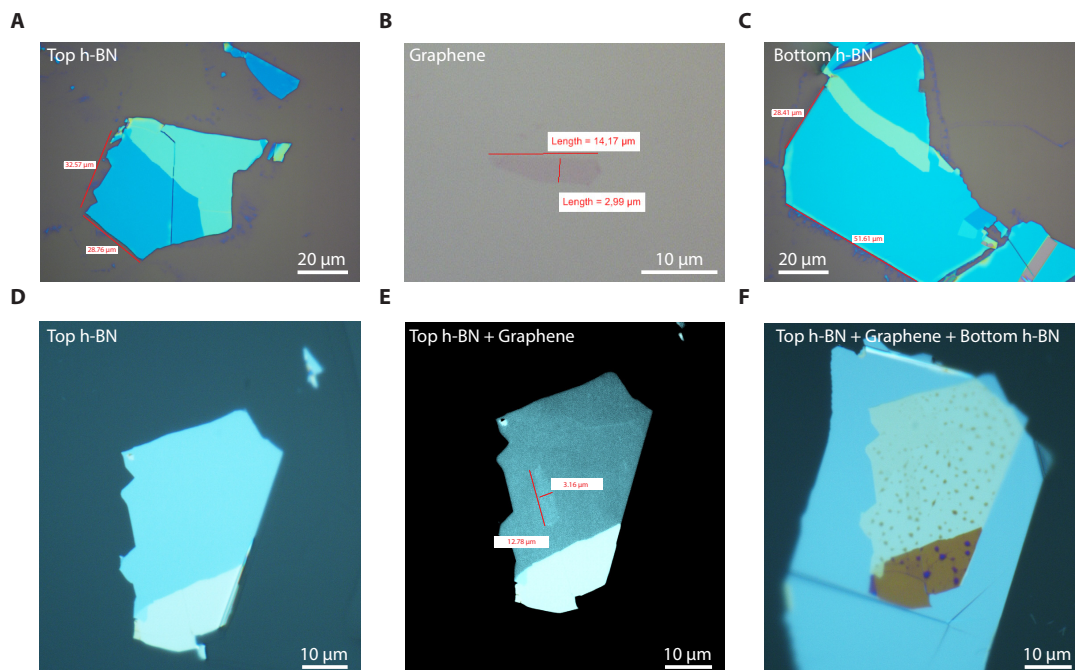 A
Top h-BN
32.57 µm
28.76 µm
20 µm
B
Graphene
Length = 14,17 µm
Length = 2,99 µm
10 µm
C
Bottom h-BN
28.41 µm
51.61 µm
20 µm
D
Top h-BN
10 µm
E
Top h-BN + Graphene
3.16 µm
12.78 µm
10 µm
F
Top h-BN + Graphene + Bottom h-BN
10 µm